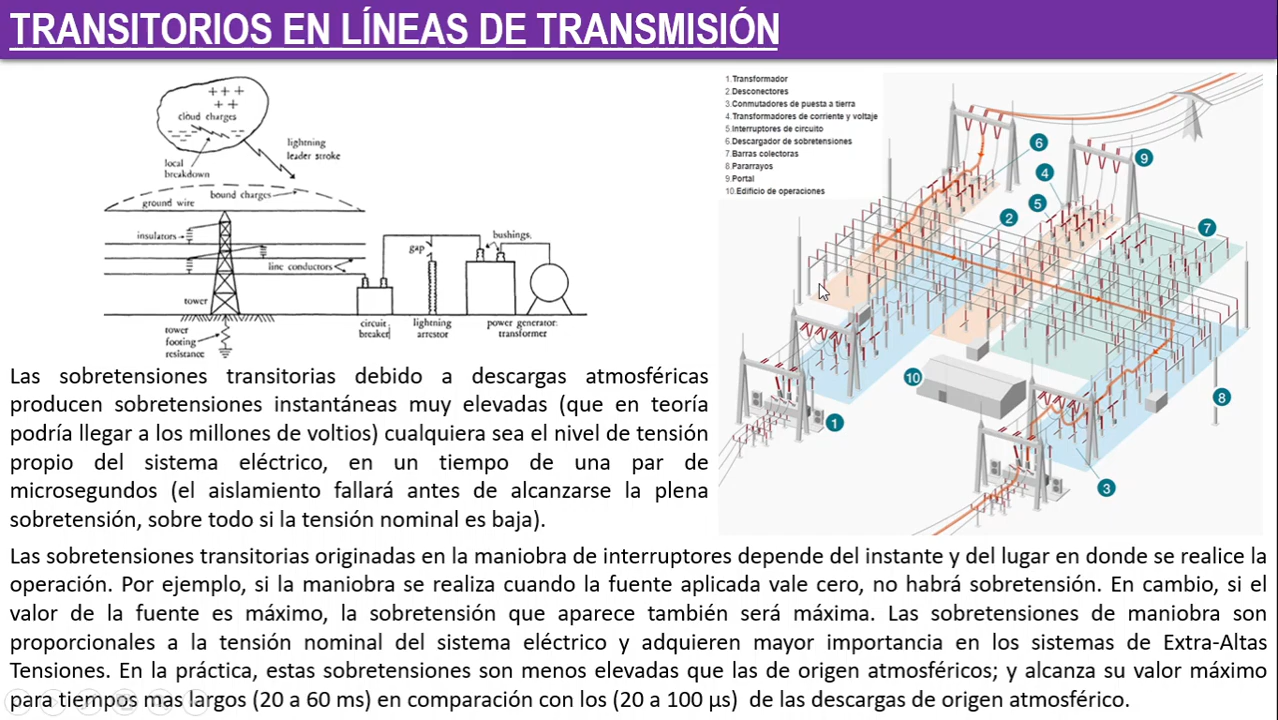 TRANSITORIOS EN LÍNEAS DE TRANSMISIÓN
cloud charges
lightning
leader stroke
local
breakdown
bound charges
ground wire
insulators
gap
bushings
line conductors
tower
circuit
breaker
lightning
arrestor
power generator
transformer
tower
footing
resistance
1.Transformador
2.Desconectores
3.Conmutadores de puesta a tierra
4.Transformadores de corriente y voltaje
5.Interruptores de circuito
6.Descargador de sobretensiones
7.Barras colectoras
8.Pararrayos
9.Portal
10.Edificio de operaciones
6
9
4
5
2
7
10
8
1
3
Las sobretensiones transitorias debido a descargas atmosféricas
producen sobretensiones instantáneas muy elevadas (que en teoría
podría llegar a los millones de voltios) cualquiera sea el nivel de tensión
propio del sistema eléctrico, en un tiempo de una par de
microsegundos (el aislamiento fallará antes de alcanzarse la plena
sobretensión, sobre todo si la tensión nominal es baja).
Las sobretensiones transitorias originadas en la maniobra de interruptores depende del instante y del lugar en donde se realice la
operación. Por ejemplo, si la maniobra se realiza cuando la fuente aplicada vale cero, no habrá sobretensión. En cambio, si el
valor de la fuente es máximo, la sobretensión que aparece también será máxima. Las sobretensiones de maniobra son
proporcionales a la tensión nominal del sistema eléctrico y adquieren mayor importancia en los sistemas de Extra-Altas
Tensiones. En la práctica, estas sobretensiones son menos elevadas que las de origen atmosféricos; y alcanza su valor máximo
para tiempos mas largos (20 a 60 ms) en comparación con los (20 a 100 µs) de las descargas de origen atmosférico.